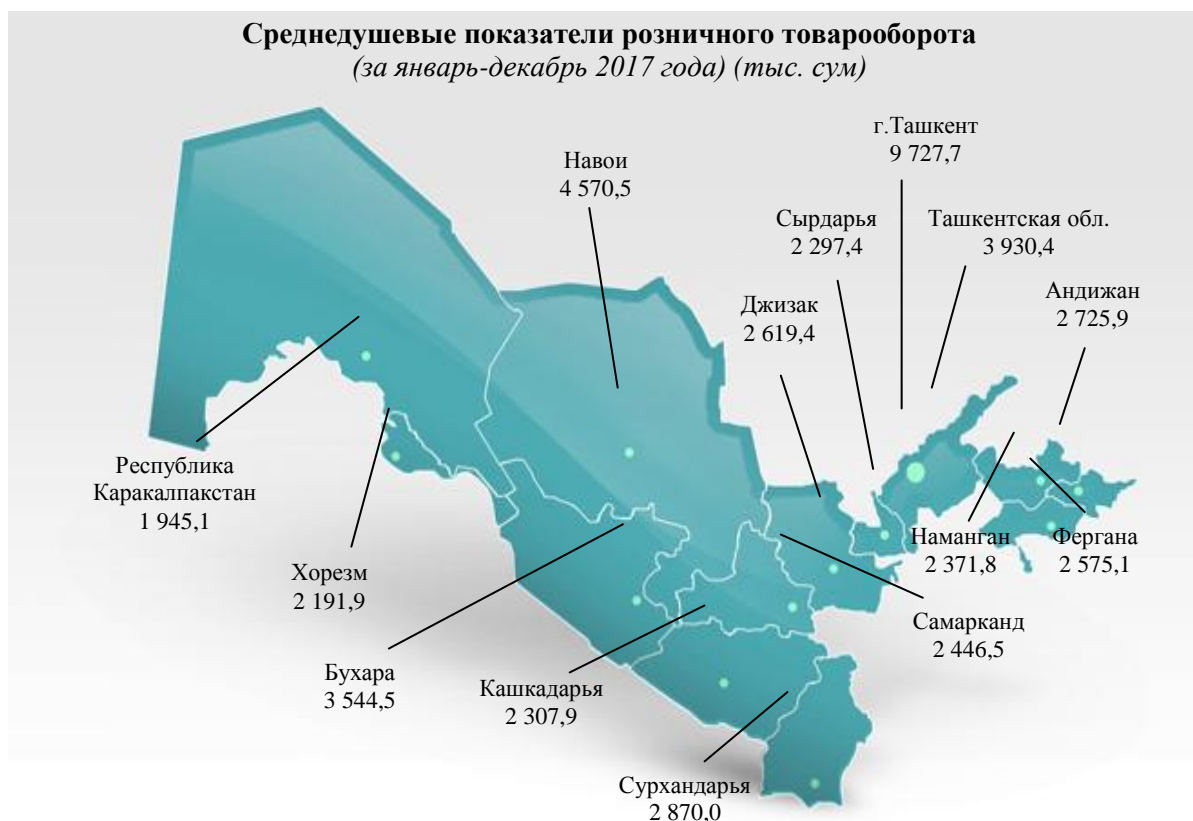 Среднедушевые показатели розничного товарооборота
(за январь-декабрь 2017 года) (тыс. сум)
г.Ташкент
9 727,7
Навои
4 570,5
Сырдарья
2 297,4
Ташкентская обл.
3 930,4
Андижан
2 725,9
Джизак
2 619,4
Республика
Каракалпакстан
1 945,1
Наманган
2 371,8
Фергана
2 575,1
Хорезм
2 191,9
Самарканд
2 446,5
Бухара
3 544,5
Кашкадарья
2 307,9
Сурхандарья
2 870,0